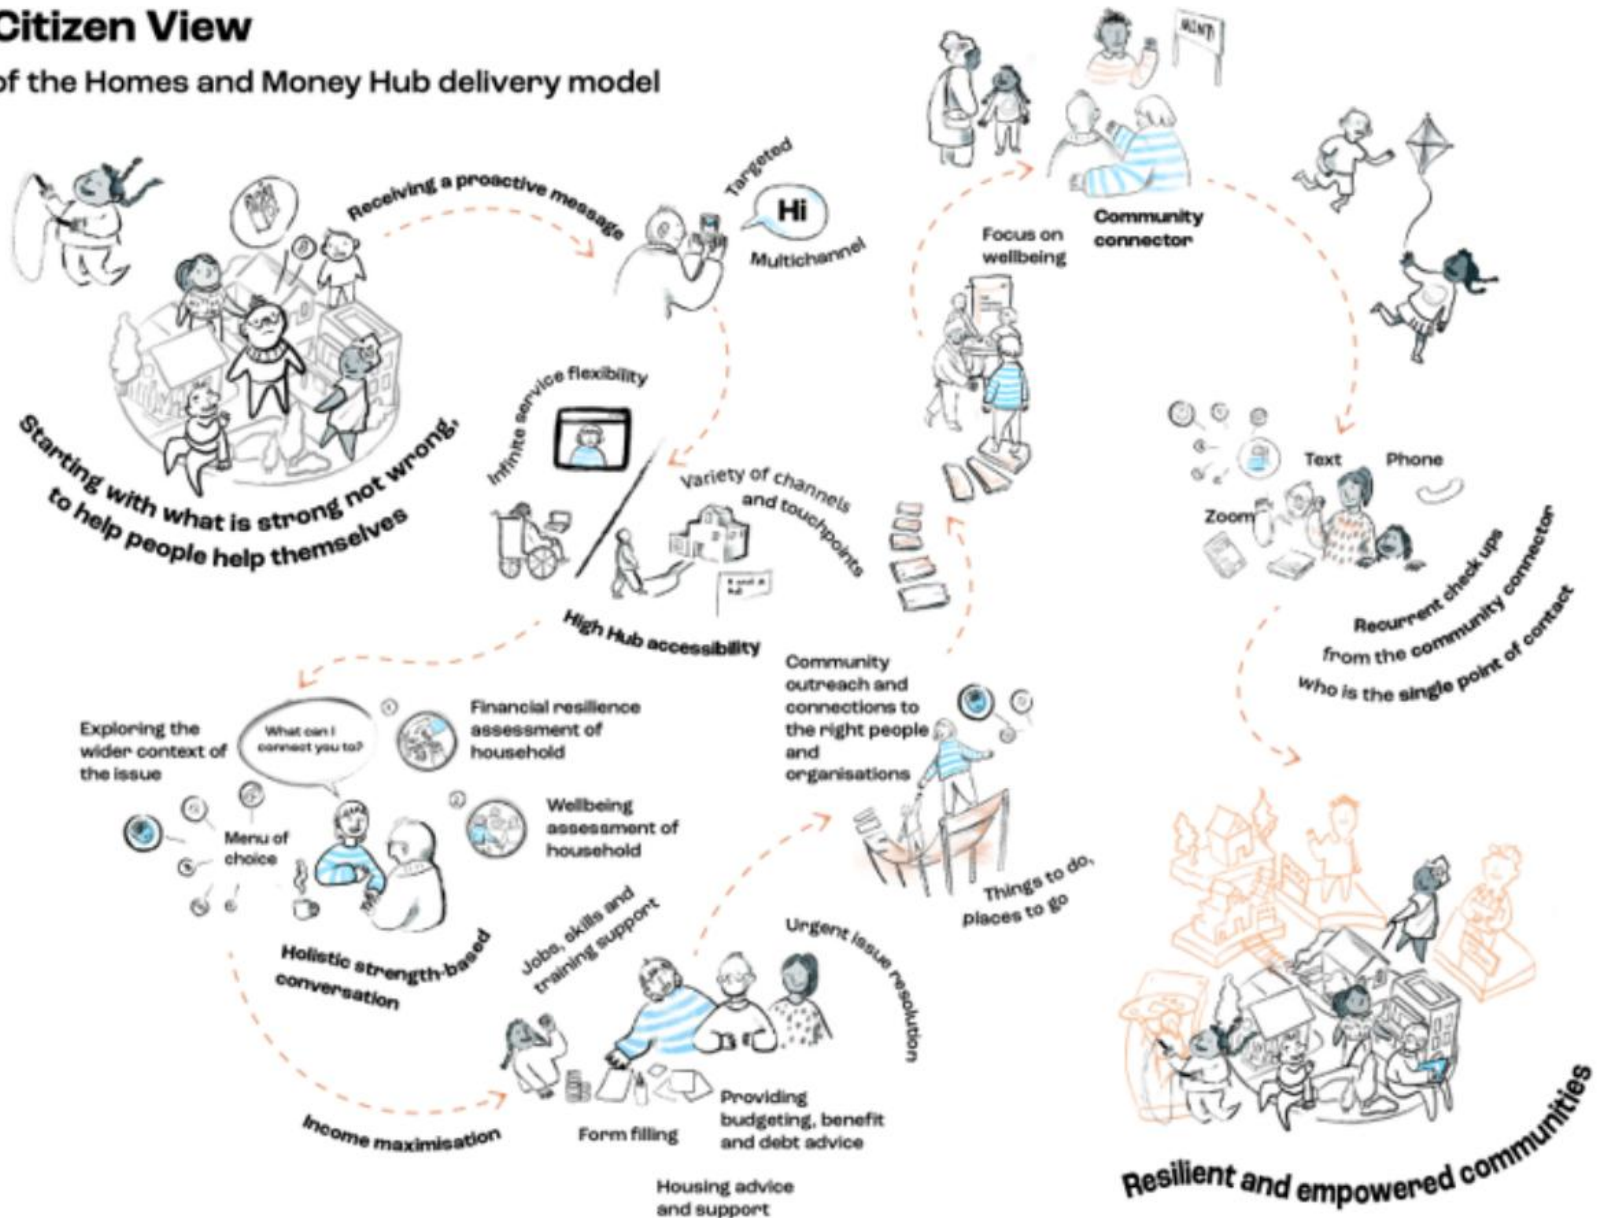 Citizen View
of the Homes and Money Hub delivery model
Receiving a proactive message
Targeted
Hi
Multichannel
Starting with what is strong not wrong,
to help people help themselves
Infinite service flexibility
Variety of channels
and touchpoints
High Hub accessibility
Exploring the
wider context of
the issue
What can I
connect you to?
Menu of
choice
1
Financial resilience
assessment of
household
2
Wellbeing
assessment of
household
Holistic strength-based
conversation
Income maximisation
Jobs, skills and
training support
Urgent issue resolution
Form filling
Providing
budgeting, benefit
and debt advice
Housing advice
and support
Community
outreach and
connections to
the right people
and
organisations
Things to do,
places to go
Focus on
wellbeing
MIND
Community
connector
Text
Phone
Zoom
Recurrent check ups
from the community connector
who is the single point of contact
Resilient and empowered communities